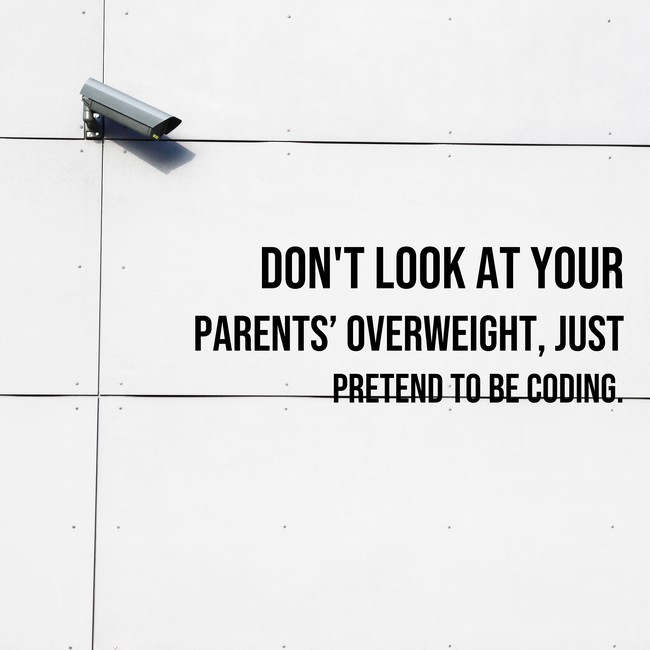 DON'T LOOK AT YOUR
PARENTS’ OVERWEIGHT, JUST
PRETEND TO BE CODING.